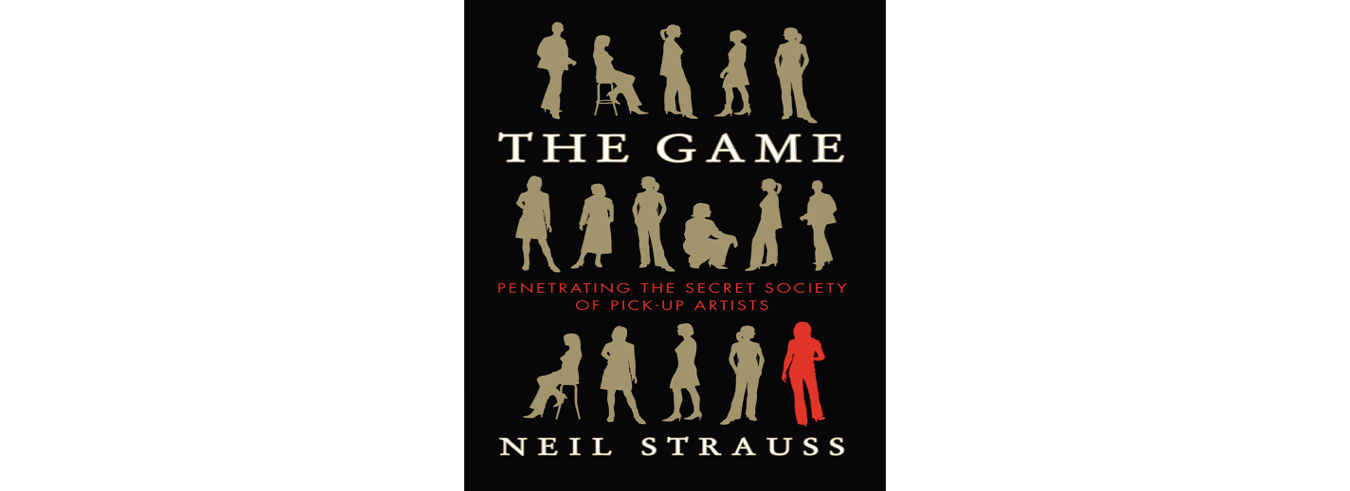 THE GAME
PENETRATING THE SECRET SOCIETY
OF PICK-UP ARTISTS
NEIL STRAUSS